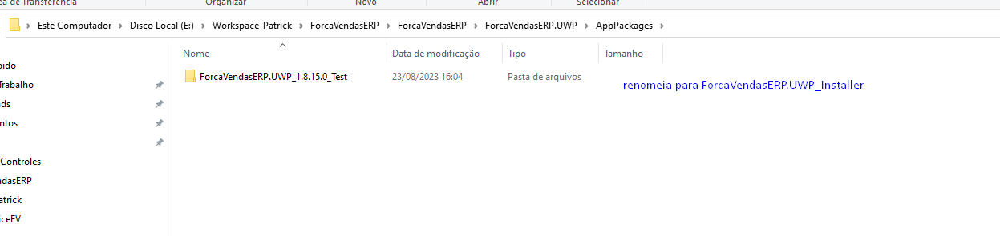 ea de Transferência Organizar Novo Abrir Selecionar
Este Computador > Disco Local (E:) > Workspace-Patrick > ForcaVendasERP > ForcaVendasERP > ForcaVendasERP.UWP > AppPackages >
Nome Data de modificação Tipo Tamanho
pido
ForcaVendasERP.UWP_1.8.15.0_Test 23/08/2023 16:04 Pasta de arquivos
Trabalho
renomeia para ForcaVendasERP.UWP_Installer
ds
ntos
Controles
dasERP
atrick
iceFV